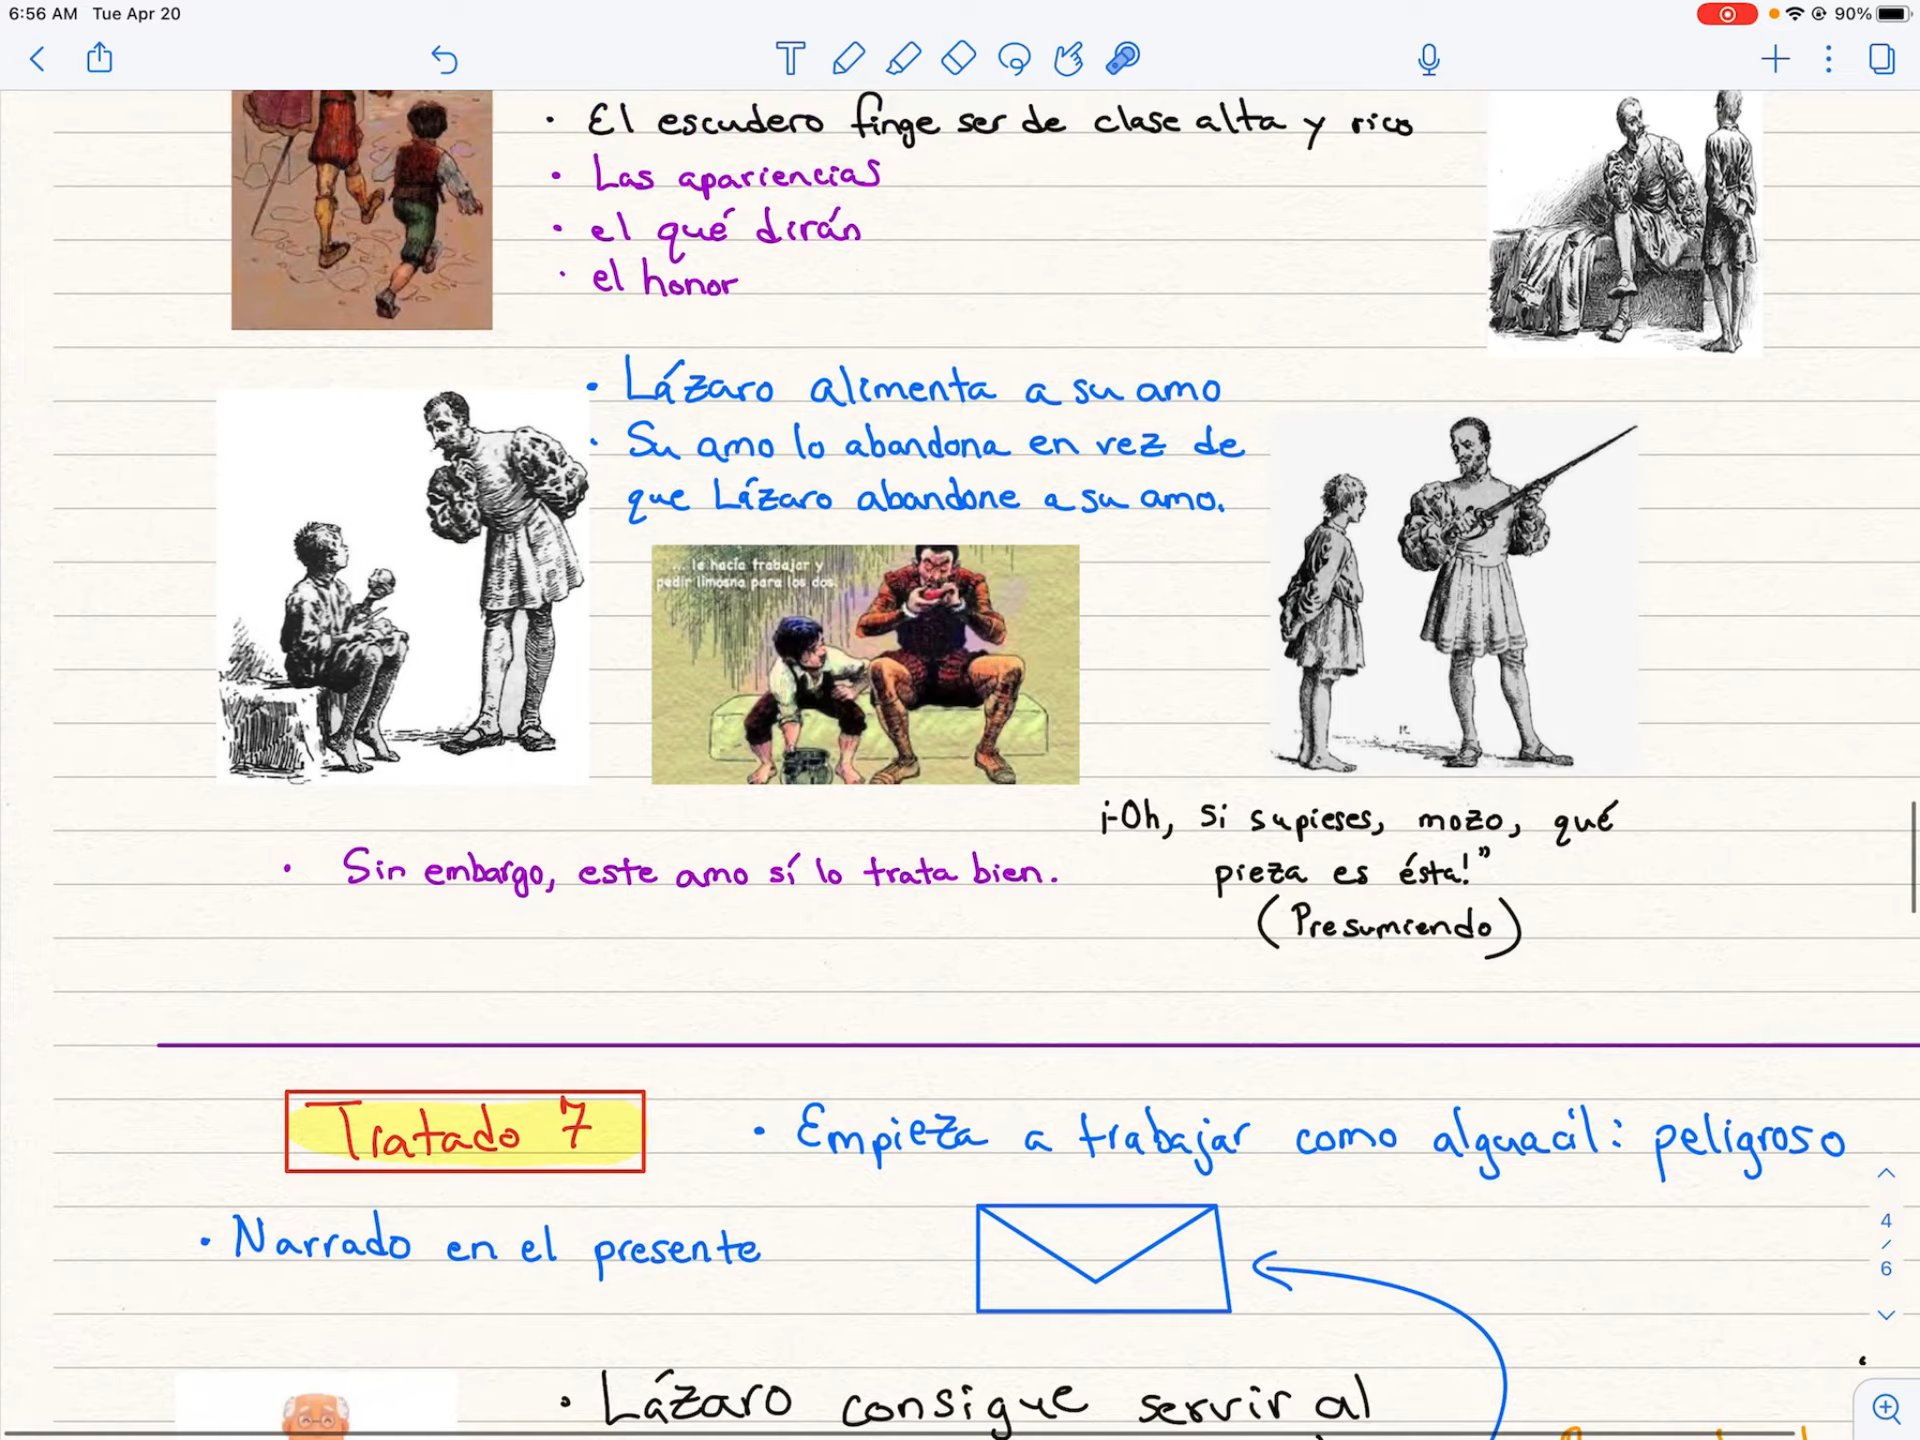 6:56 AM Tue Apr 20
90%
• El escudero finge ser de clase alta y rico
• Las apariencias
• el qué dirán
• el honor
• Lázaro alimenta a su amo
• Su amo lo abandona en vez de
que Lázaro abandone a su amo.
... le hacía trabajar y
pedir limosna para los dos.
¡Oh, si supieses, mozo, qué
pieza es ésta!"
(Presumiendo)
• Sin embargo, este amo sí lo trata bien.
Tratado 7
• Empieza a trabajar como alguacil: peligroso
• Narrado en el presente
4
/
6
• Lázaro consigue servir al